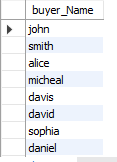 buyer_Name
john
smith
alice
micheal
davis
david
sophia
daniel